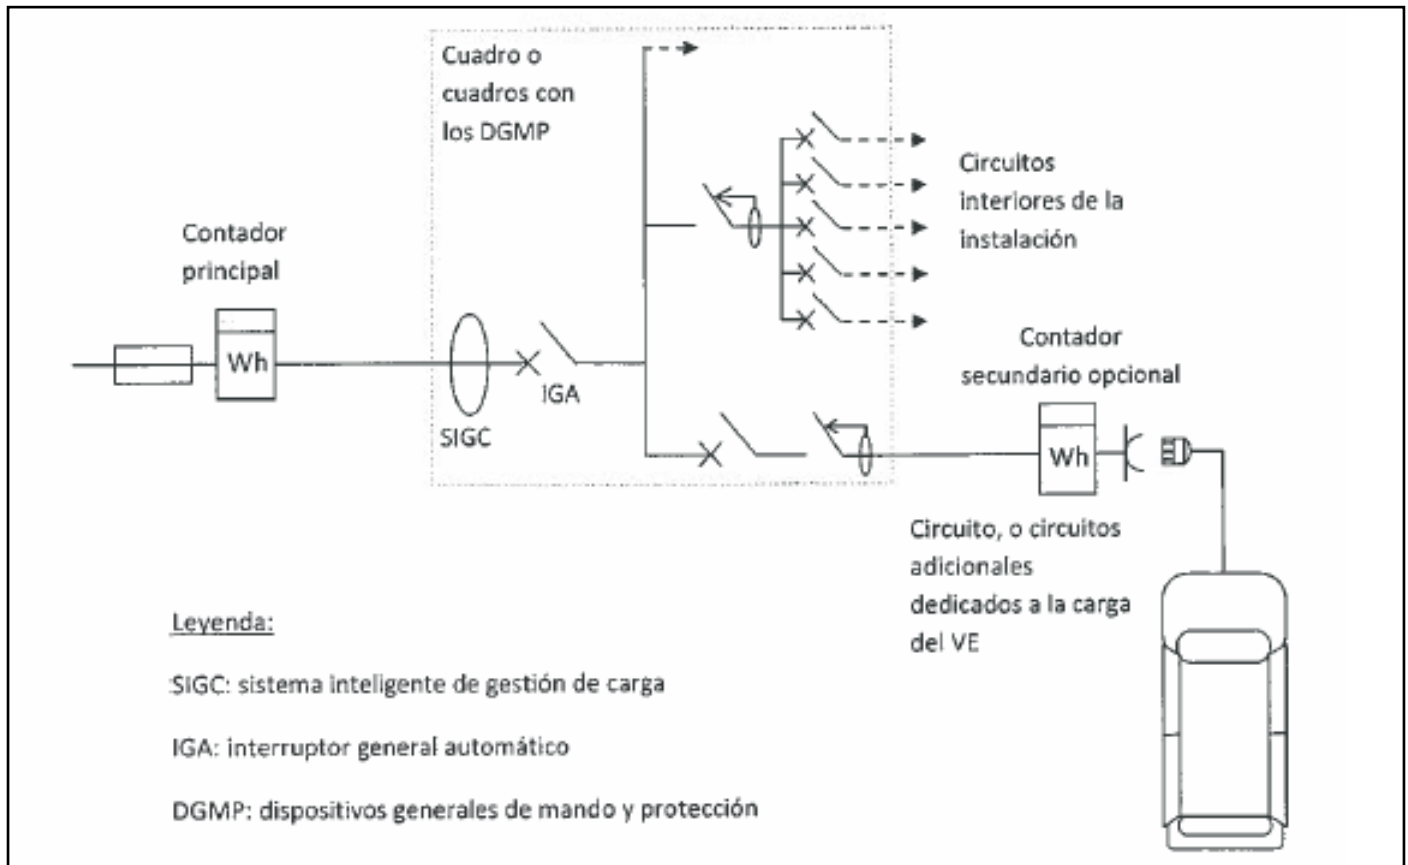 Cuadro o
cuadros con
los DGMP
Circuitos
interiores de la
instalación
Contador
principal
Wh
IGA
SIGC
Contador
secundario opcional
Wh
Circuito, o circuitos
adicionales
dedicados a la carga
del VE
Leyenda:
SIGC: sistema inteligente de gestión de carga
IGA: interruptor general automático
DGMP: dispositivos generales de mando y protección